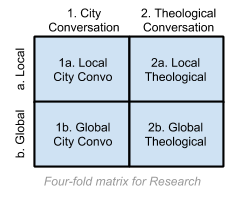 1. City 2. Theological
Conversation Conversation
a. Local
1a. Local 2a. Local
City Convo Theological
b. Global
1b. Global 2b. Global
City Convo Theological
Four-fold matrix for Research